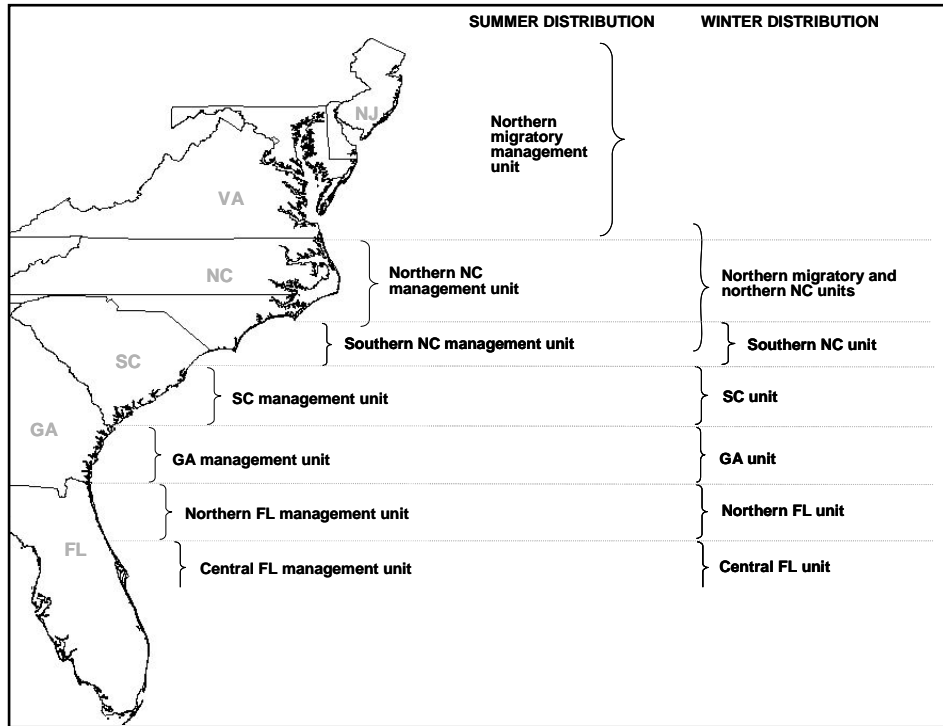 SUMMER DISTRIBUTION
WINTER DISTRIBUTION
NJ
Northern
migratory
management
unit
VA
NC
Northern NC
management unit
Northern migratory and
northern NC units
Southern NC management unit
Southern NC unit
SC
SC management unit
SC unit
GA
GA management unit
GA unit
Northern FL management unit
Northern FL unit
FL
Central FL management unit
Central FL unit